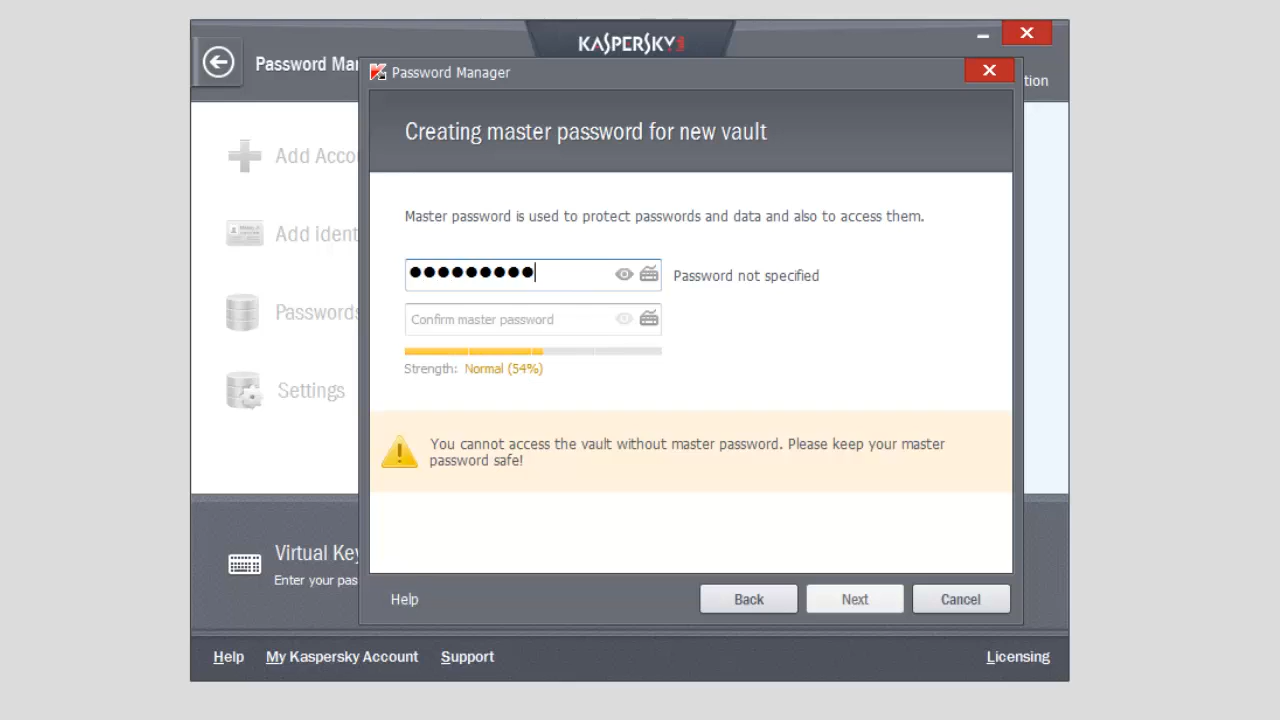 KASPERSKY
Password Mar
tion
Password Manager
Creating master password for new vault
Add Acco
Master password is used to protect passwords and data and also to access them.
Add ident
●●●●●●●●●
Password not specified
Passwords
Confirm master password
Strength: Normal (54%)
Settings
You cannot access the vault without master password. Please keep your master
password safe!
Virtual Key
Enter your pas
Help
Back
Next
Cancel
Help
My Kaspersky Account
Support
Licensing